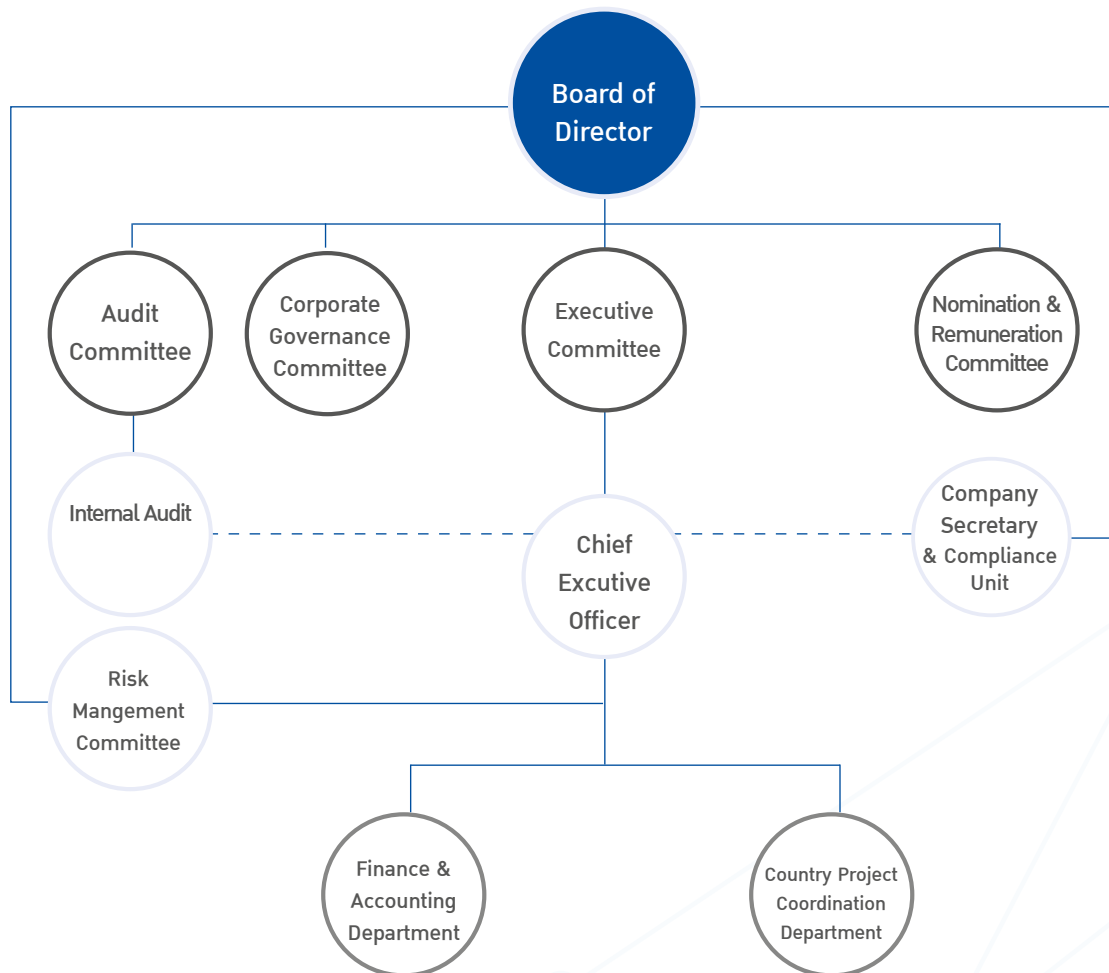 Board of
Director
Audit
Committee
Corporate
Governance
Committee
Executive
Committee
Nomination &
Remuneration
Committee
Internal Audit
Chief
Excutive
Officer
Company
Secretary
& Compliance
Unit
Risk
Mangement
Committee
Finance &
Accounting
Department
Country Project
Coordination
Department